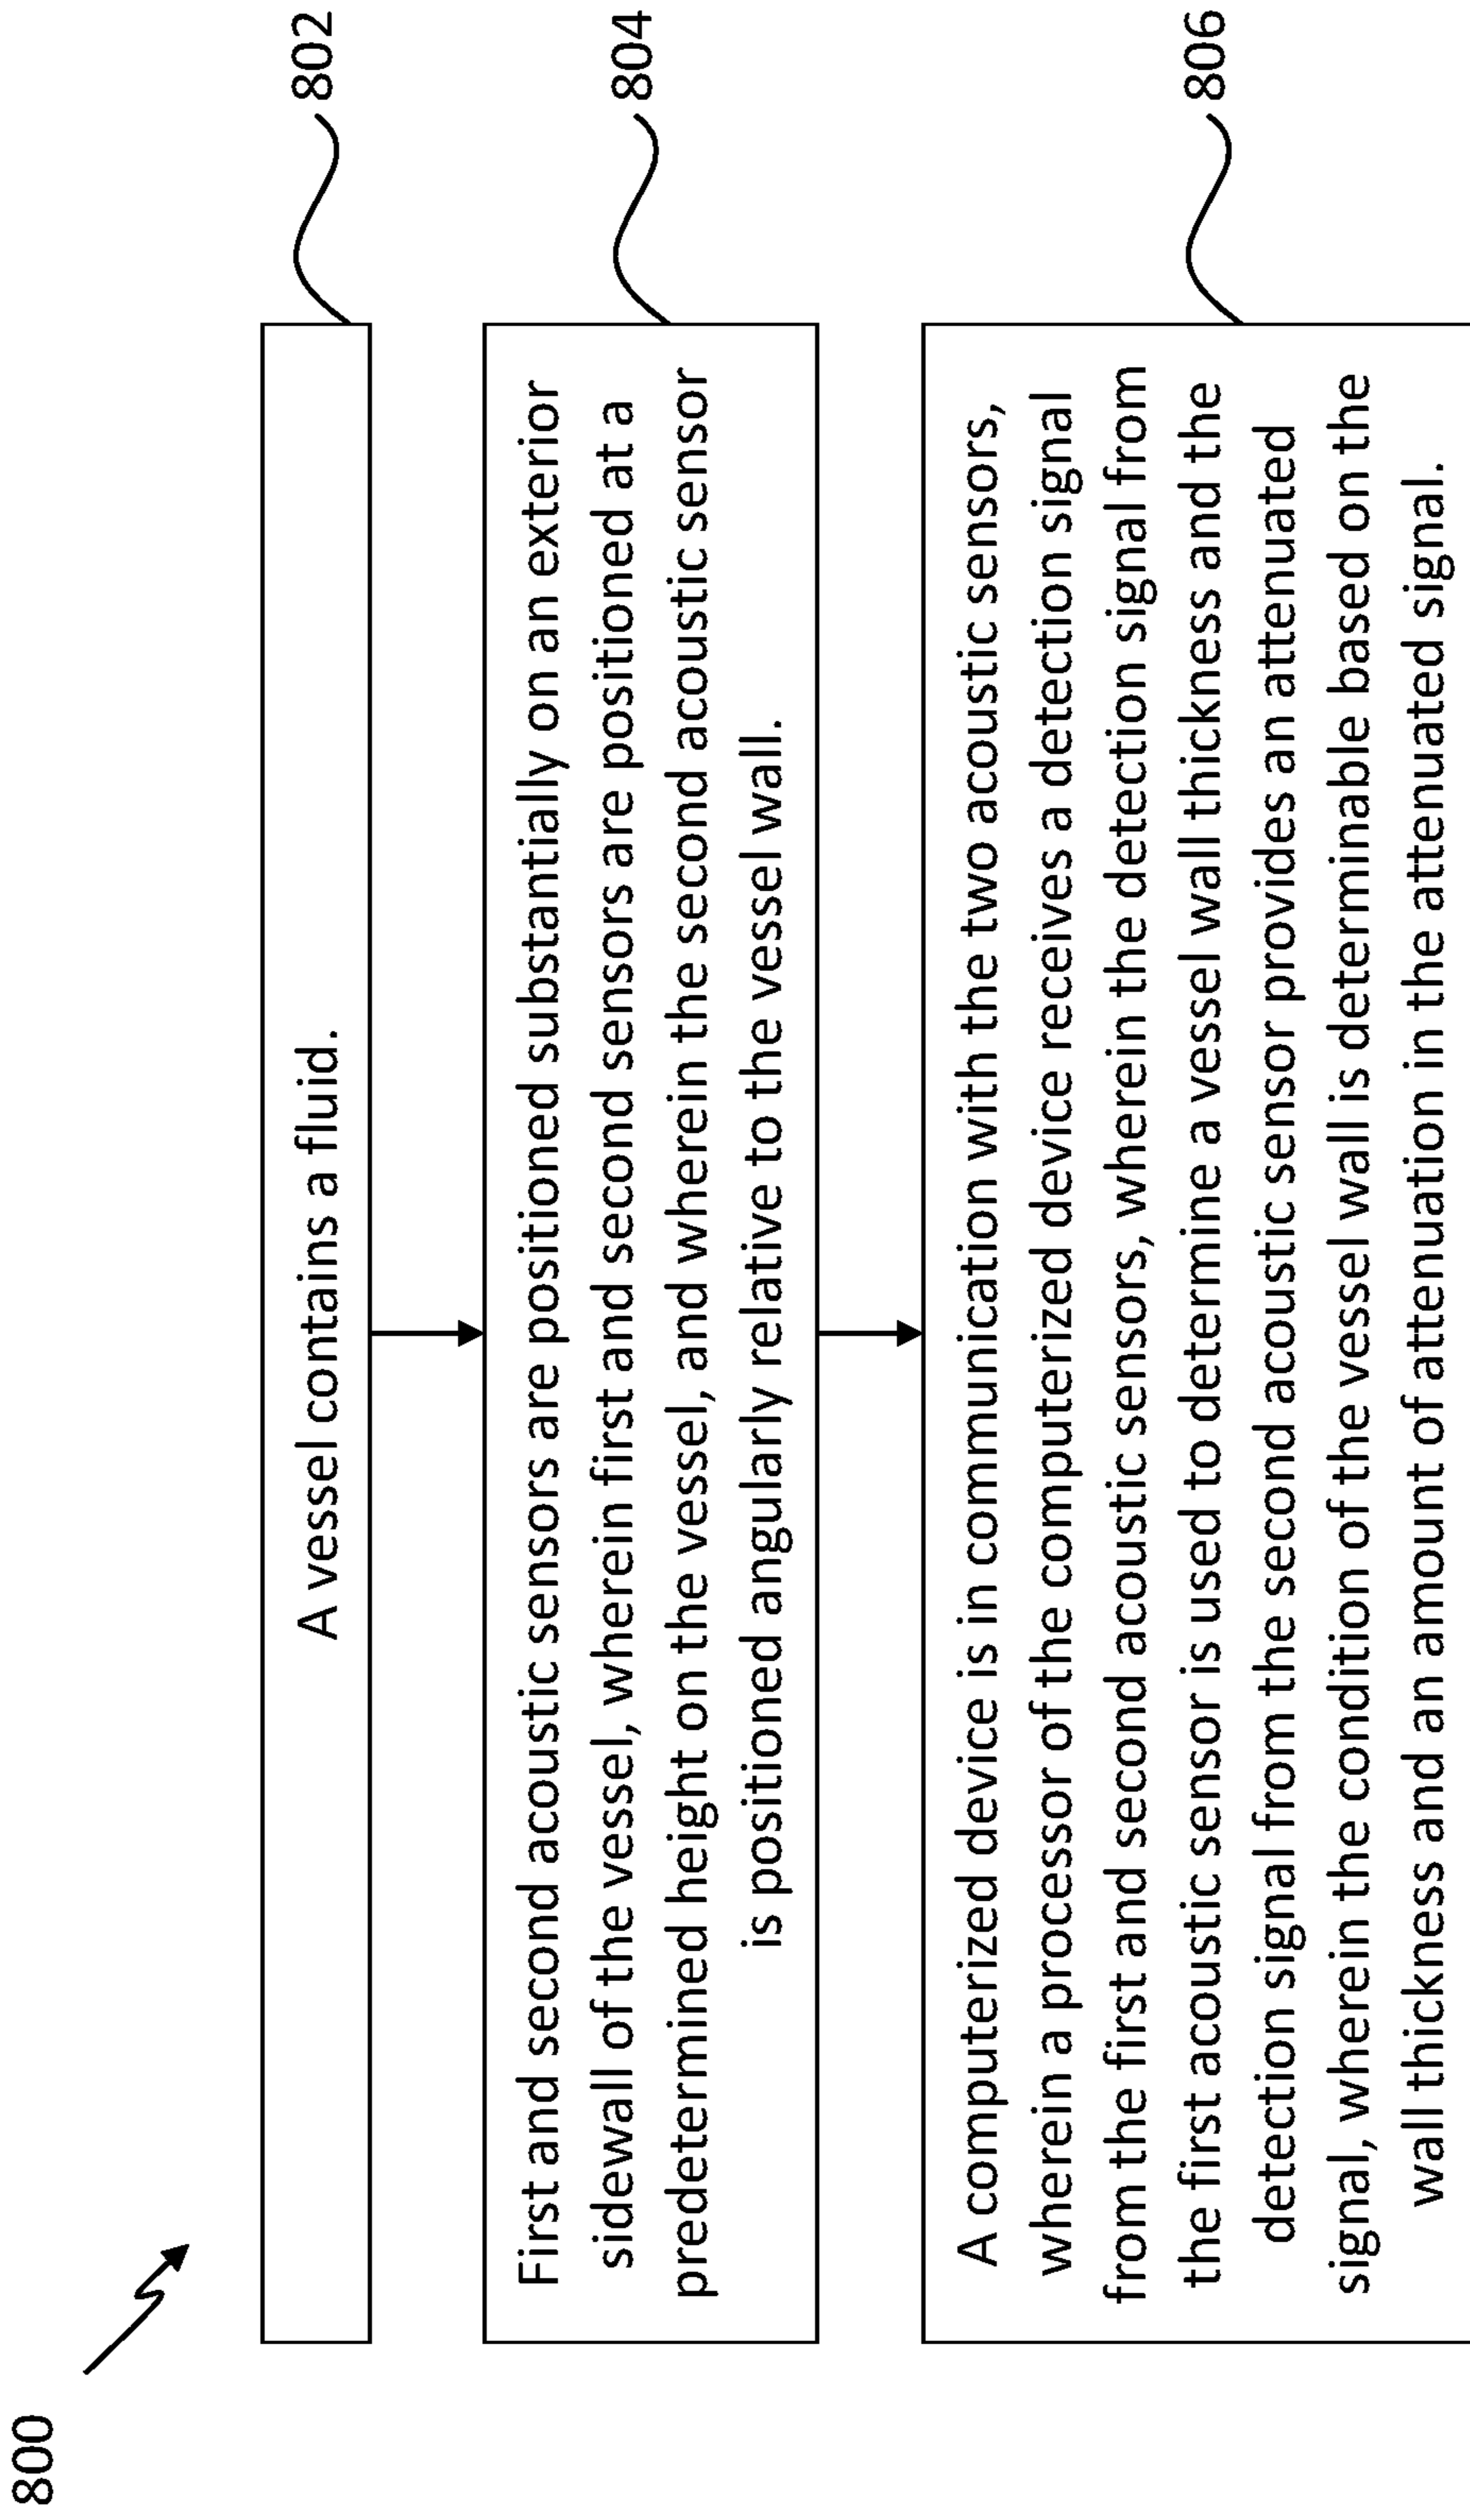 800
802
A vessel contains a fluid.
804
First and second acoustic sensors are positioned substantially on an exterior
sidewall of the vessel, wherein first and second sensors are positioned at a
predetermined height on the vessel, and wherein the second acoustic sensor
is positioned angularly relative to the vessel wall.
806
A computerized device is in communication with the two acoustic sensors,
wherein a processor of the computerized device receives a detection signal
from the first and second acoustic sensors, wherein the detection signal from
the first acoustic sensor is used to determine a vessel wall thickness and the
detection signal from the second acoustic sensor provides an attenuated
signal, wherein the condition of the vessel wall is determinable based on the
wall thickness and an amount of attenuation in the attenuated signal.